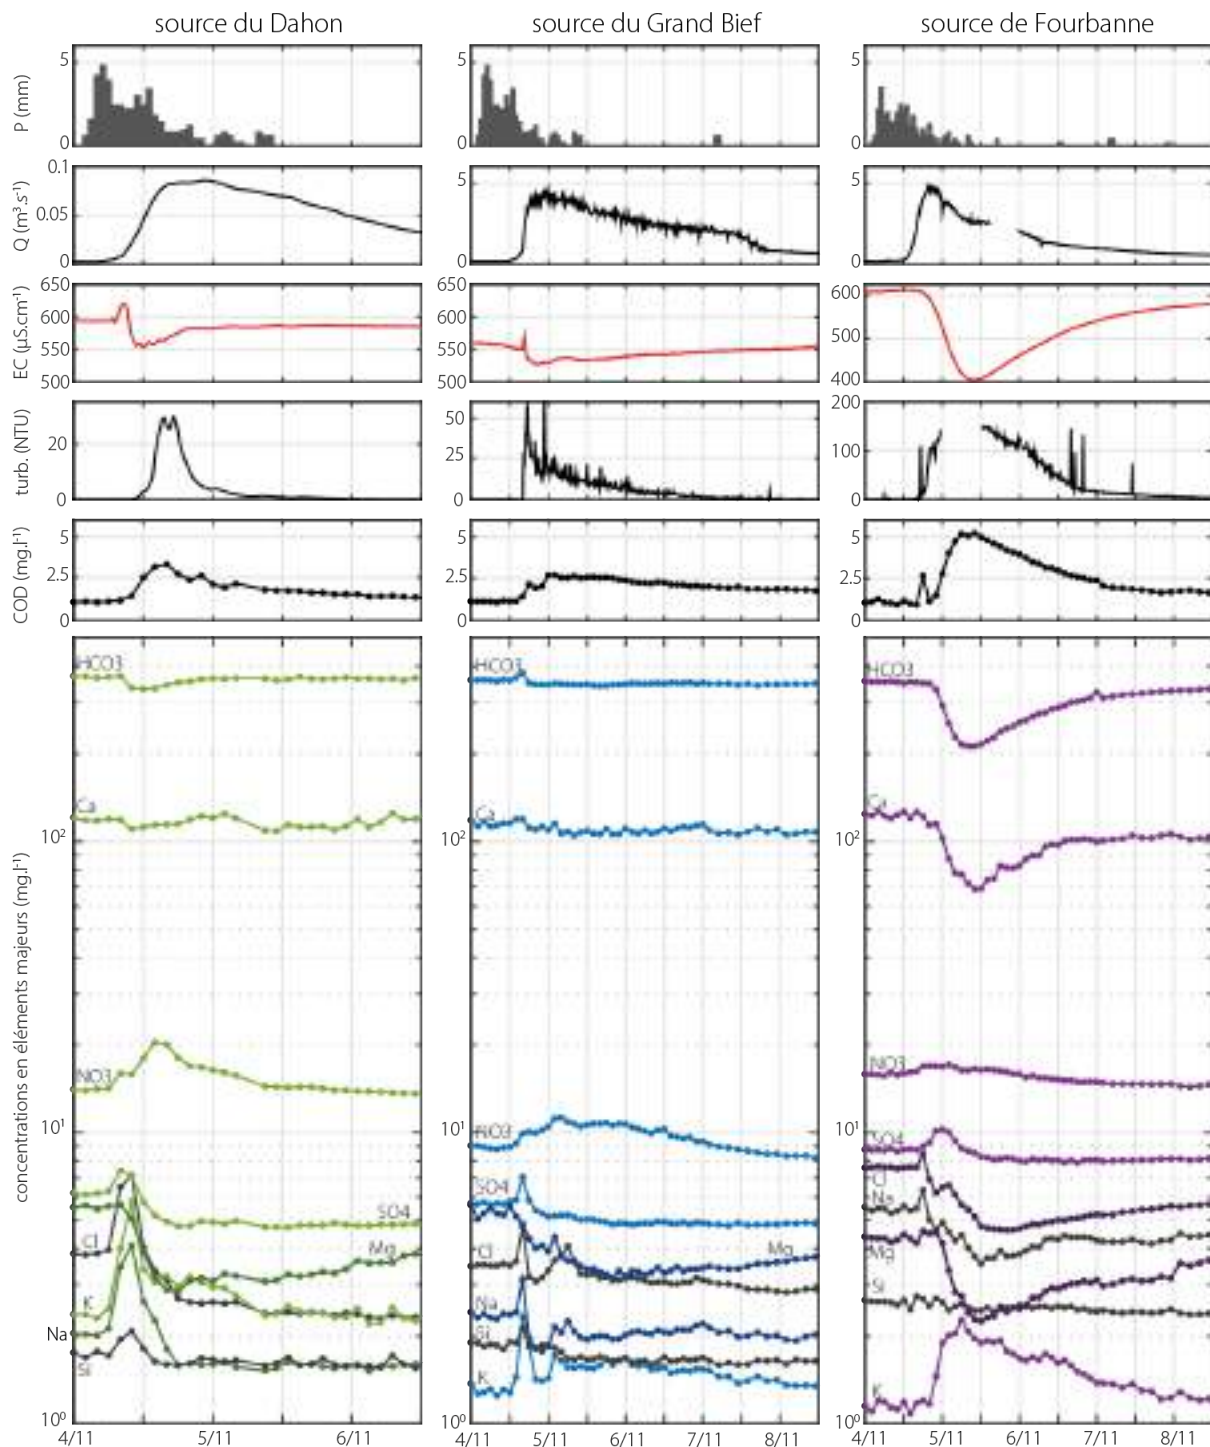 source du Dahon
source du Grand Bief
source de Fourbanne
P (mm)
5
0
5
0
5
0
Q (m³.s⁻¹)
0.1
0.05
0
5
0
5
0
EC (µS.cm⁻¹)
650
600
550
500
650
600
550
500
600
500
400
turb. (NTU)
20
0
50
25
0
200
100
0
COD (mg.l⁻¹)
5
2.5
0
5
2.5
0
5
2.5
0
concentrations en éléments majeurs (mg.l⁻¹)
10²
10¹
10⁰
HCO3
Ca
NO3
SO4
Cl
Mg
K
Na
Si
4/11
5/11
6/11
10²
10¹
10⁰
HCO3
Ca
NO3
SO4
Cl
Mg
Na
Si
K
4/11
5/11
6/11
7/11
8/11
10²
10¹
10⁰
HCO3
Ca
NO3
SO4
Cl
Na
Mg
Si
K
4/11
5/11
6/11
7/11
8/11